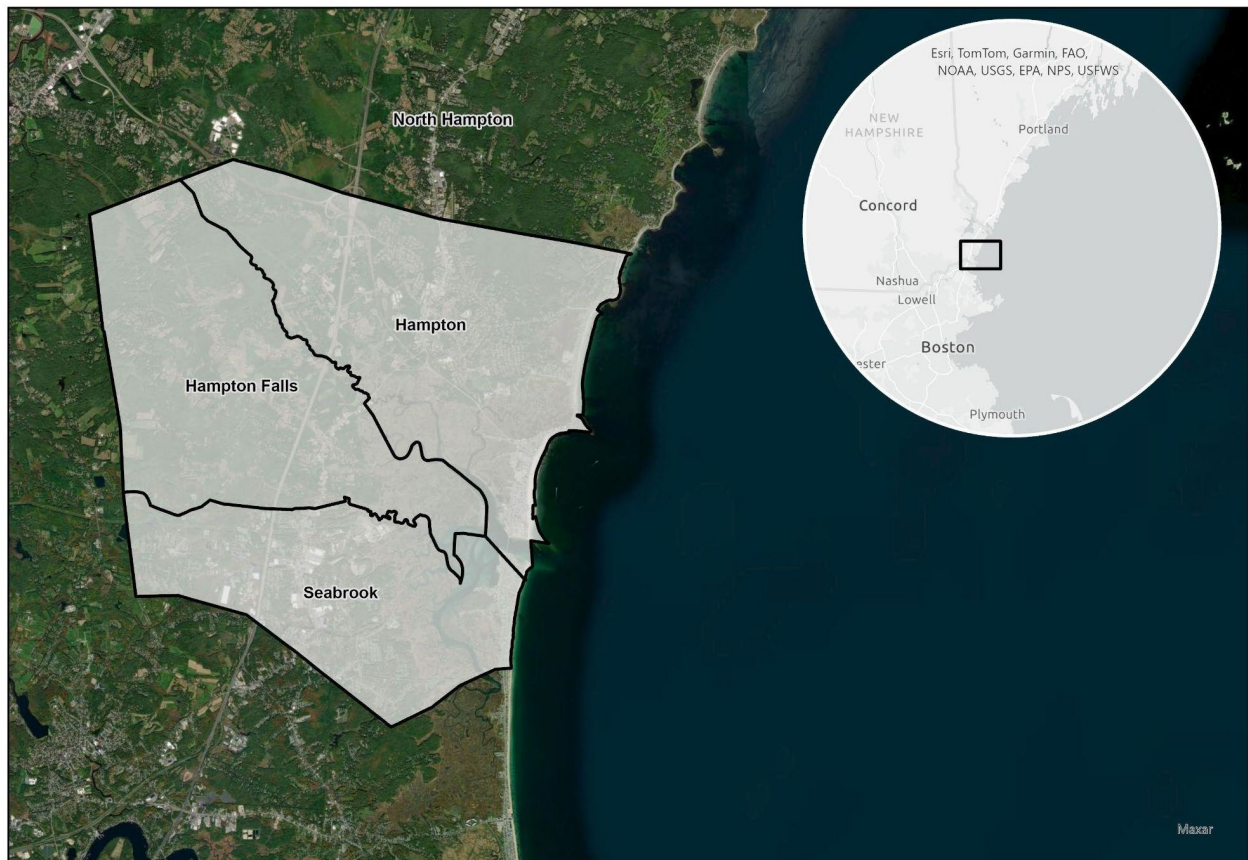 Esri, TomTom, Garmin, FAO,
NOAA, USGS, EPA, NPS, USFWS
NEW
HAMPSHIRE
Portland
Concord
Nashua
Lowell
Boston
ester
Plymouth
North Hampton
Hampton
Hampton Falls
Seabrook
Maxar